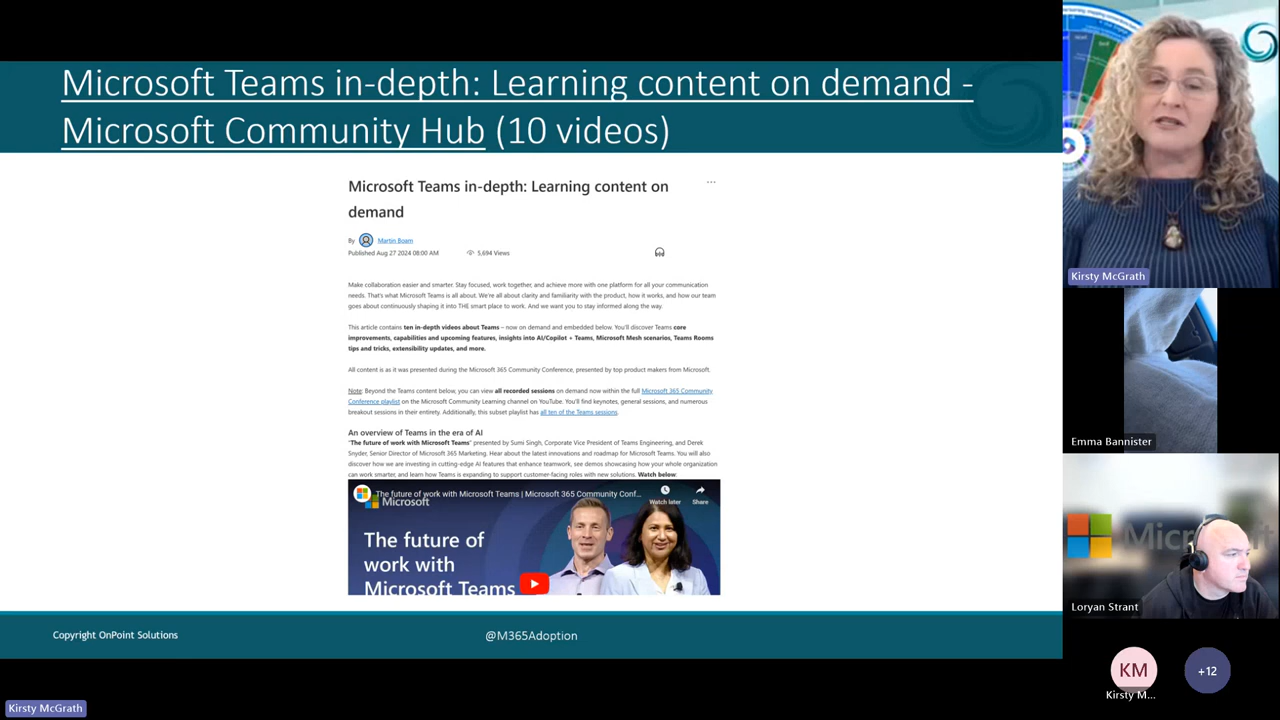 Microsoft Teams in-depth: Learning content on demand -
Microsoft Community Hub (10 videos)
Microsoft Teams in-depth: Learning content on
demand
...
By Martin Boam
Published Aug 27 2024 08:00 AM 5,694 Views
Make collaboration easier and smarter. Stay focused, work together, and achieve more with one platform for all your communication
needs. That's what Microsoft Teams is all about. We're all about clarity and familiarity with the product, how it works, and how our team
goes about continuously shaping it into THE smart place to work. And we want you to stay informed along the way.
This article contains ten in-depth videos about Teams – now on demand and embedded below. You'll discover Teams core
improvements, capabilities and upcoming features, insights into AI/Copilot + Teams, Microsoft Mesh scenarios, Teams Rooms
tips and tricks, extensibility updates, and more.
All content is as it was presented during the Microsoft 365 Community Conference, presented by top product makers from Microsoft.
Note: Beyond the Teams content below, you can view all recorded sessions on demand now within the full Microsoft 365 Community
Conference playlist on the Microsoft Community Learning channel on YouTube. You'll find keynotes, general sessions, and numerous
breakout sessions in their entirety. Additionally, this subset playlist has all ten of the Teams sessions.
An overview of Teams in the era of AI
"The future of work with Microsoft Teams" presented by Sumi Singh, Corporate Vice President of Teams Engineering, and Derek
Snyder, Senior Director of Microsoft 365 Marketing. Hear about the latest innovations and roadmap for Microsoft Teams. You will also
discover how we are investing in cutting-edge AI features that enhance teamwork, see demos showcasing how your whole organization
can work smarter, and learn how Teams is expanding to support customer-facing roles with new solutions. Watch below:
The future of work with Microsoft Teams | Microsoft 365 Community Conf...
Microsoft
Watch later
Share
The future of
work with
Microsoft Teams
Copyright OnPoint Solutions
@M365Adoption
Kirsty McGrath
Emma Bannister
Loryan Strant
KM
Kirsty M...
+12
Kirsty McGrath